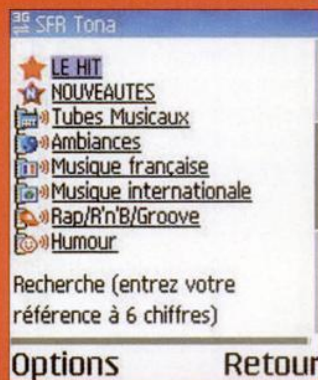 3G
SFR Tona
LE HIT
NOUVEAUTES
Tubes Musicaux
Ambiances
Musique française
Musique internationale
Rap/R'n'B/Groove
Humour
Recherche (entrez votre
référence à 6 chiffres)
Options Retour